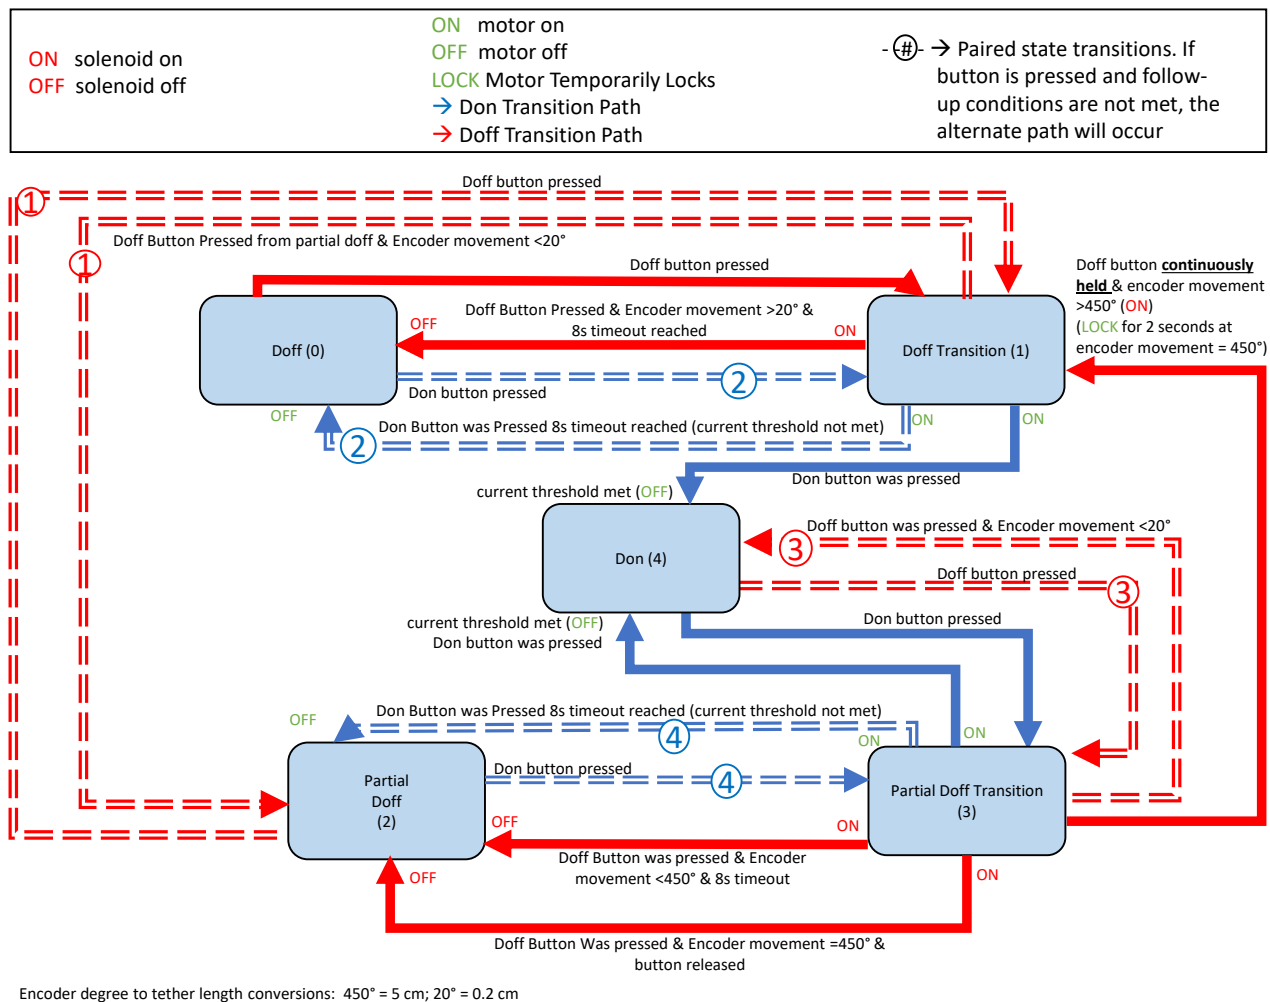 ON solenoid on
OFF solenoid off
ON motor on
OFF motor off
LOCK Motor Temporarily Locks
→ Don Transition Path
→ Doff Transition Path
- -#- → Paired state transitions. If
button is pressed and follow-
up conditions are not met, the
alternate path will occur
Doff button pressed
1
Doff Button Pressed from partial doff & Encoder movement <20°
1
Doff button pressed
Doff button continuously
held & encoder movement
>450° (ON)
(LOCK for 2 seconds at
encoder movement = 450°)
Doff Button Pressed & Encoder movement >20° &
8s timeout reached
OFF
ON
Doff (0)
Doff Transition (1)
2
Don button pressed
OFF
Don Button was Pressed 8s timeout reached (current threshold not met)
2
ON
ON
Don button was pressed
current threshold met (OFF)
Doff button was pressed & Encoder movement <20°
3
Don (4)
Doff button pressed
3
current threshold met (OFF)
Don button was pressed
Don button pressed
Don Button was Pressed 8s timeout reached (current threshold not met)
OFF
4
ON
ON
Don button pressed
4
Partial
Doff
(2)
Partial Doff Transition
(3)
OFF
ON
Doff Button was pressed & Encoder
movement <450° & 8s timeout
OFF
ON
Doff Button Was pressed & Encoder movement =450° &
button released
Encoder degree to tether length conversions: 450° = 5 cm; 20° = 0.2 cm